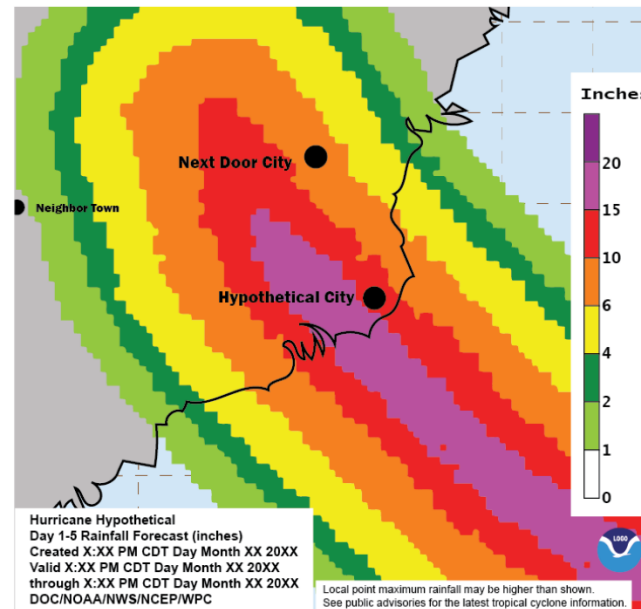 Inches
20
15
10
6
4
2
1
0
Next Door City
Neighbor Town
Hypothetical City
Hurricane Hypothetical
Day 1-5 Rainfall Forecast (inches)
Created X:XX PM CDT Day Month XX 20XX
Valid X:XX PM CDT Day Month XX 20XX
through X:XX PM CDT Day Month XX 20XX
DOC/NOAA/NWS/NCEP/WPC
Local point maximum rainfall may be higher than shown.
See public advisories for the latest tropical cyclone information.
LOGO